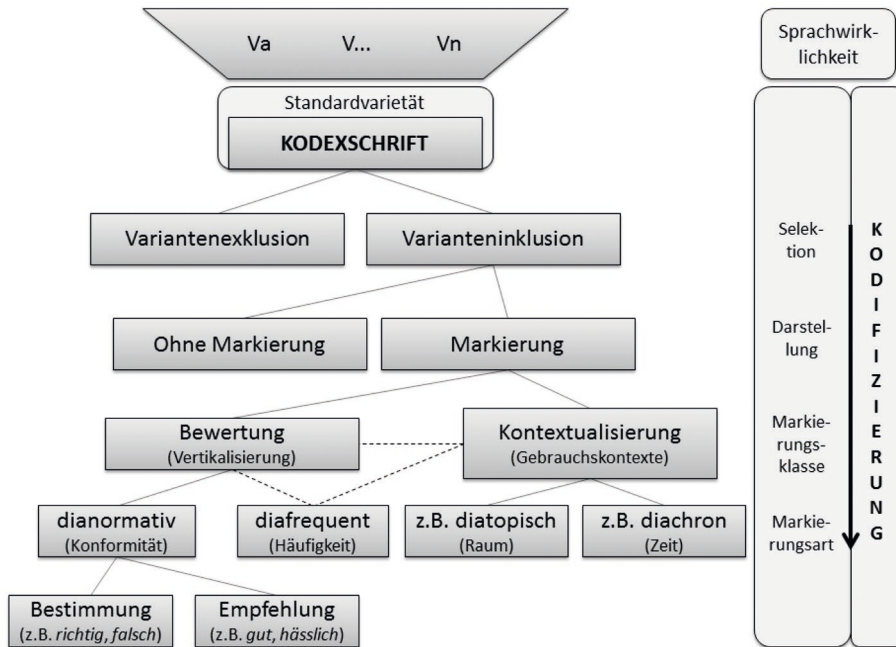 Va V... Vn
Standardvarietät
KODEXSCHRIFT
Variantenexklusion
Varianteninklusion
Ohne Markierung
Markierung
Bewertung
(Vertikalisierung)
Kontextualisierung
(Gebrauchskontexte)
dianormativ
(Konformität)
diafrequent
(Häufigkeit)
z.B. diatopisch
(Raum)
z.B. diachron
(Zeit)
Bestimmung
(z.B. richtig, falsch)
Empfehlung
(z.B. gut, hässlich)
Sprachwirk-
lichkeit
Selek-
tion
Darstel-
lung
Markie-
rungs-
klasse
Markie-
rungsart
KODIFIZIERUNG